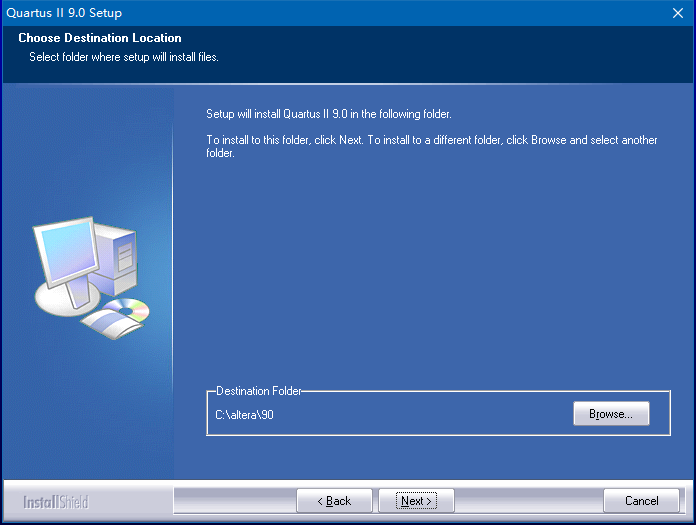 Quartus II 9.0 Setup
Choose Destination Location
Select folder where setup will install files.
Setup will install Quartus II 9.0 in the following folder.
To install to this folder, click Next. To install to a different folder, click Browse and select another
folder.
Destination Folder
C:\altera\90
Browse...
InstallShield
< Back
Next >
Cancel